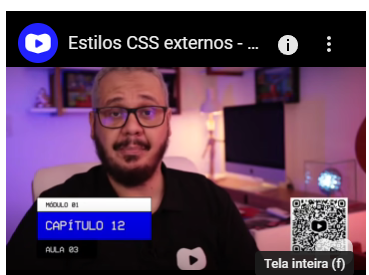 Estilos CSS externos - ...
MÓDULO 01
CAPÍTULO 12
AULA 03
Tela inteira (f)